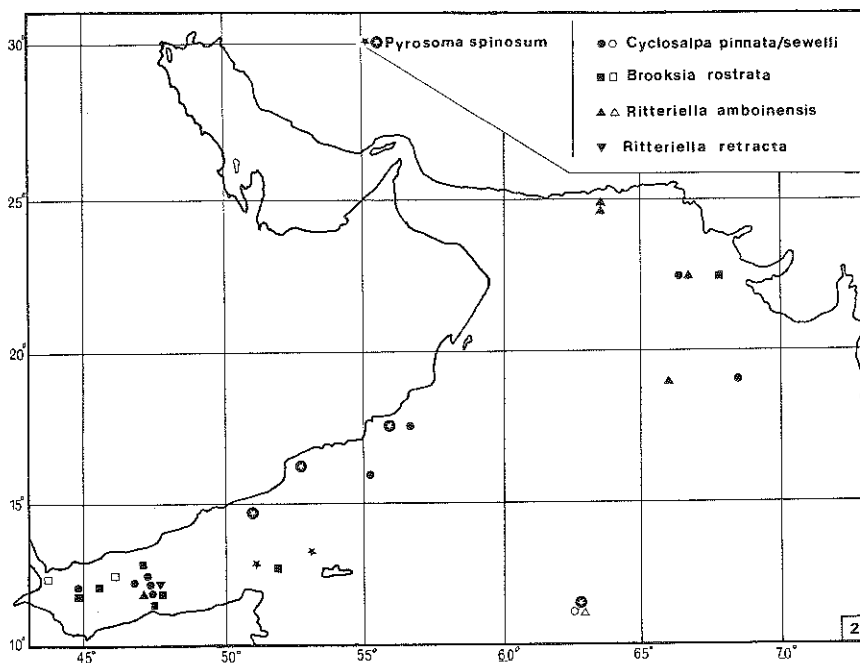 Pyrosoma spinosum
Cyclosalpa pinnata/sewelli
Brooksia rostrata
Ritteriella amboinensis
Ritteriella retracta
30°
25°
20°
15°
10°
45° 50° 55° 60° 65° 70°
2